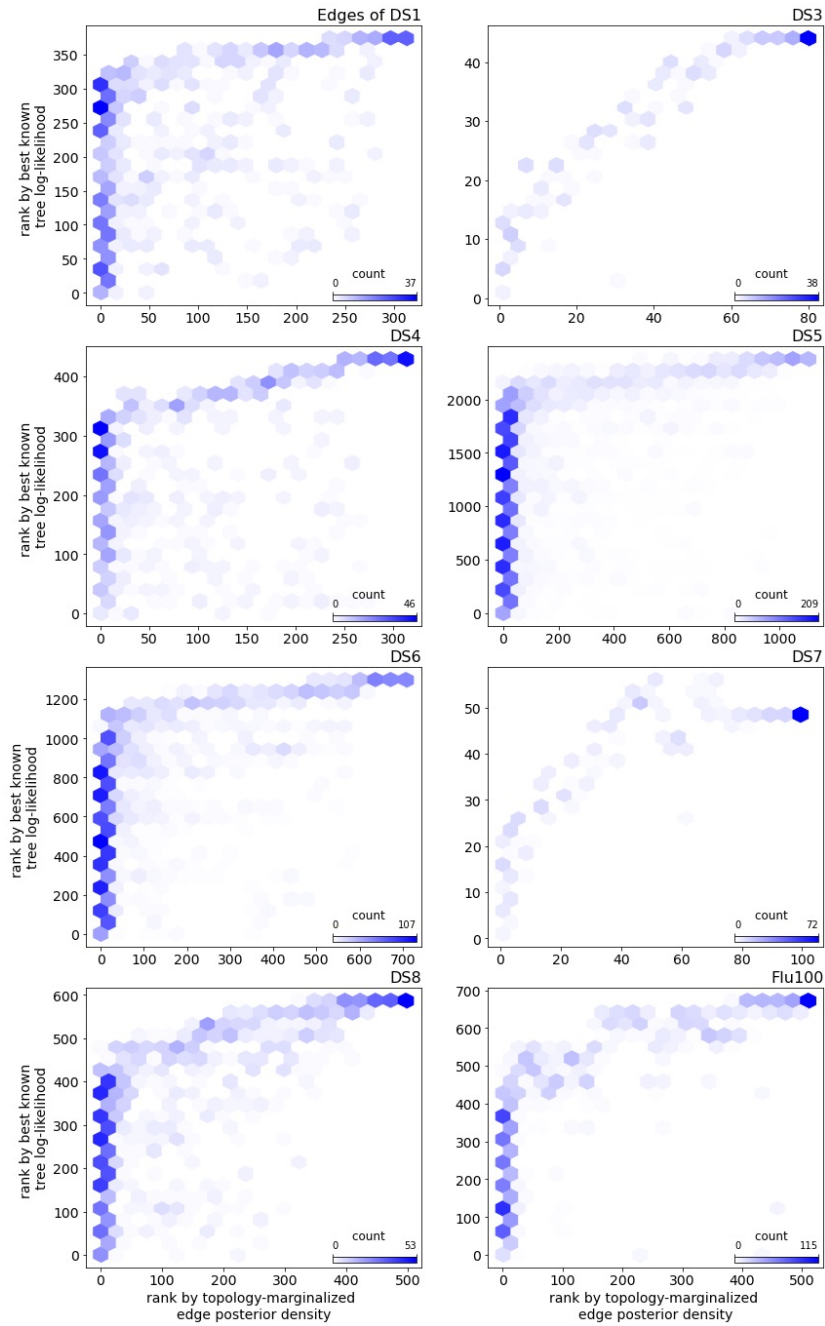 Edges of DS1
rank by best known
tree log-likelihood
350
300
250
200
150
100
50
0
count
0 37
0 50 100 150 200 250 300
DS3
40
30
20
10
0
count
0 38
0 20 40 60 80
DS4
rank by best known
tree log-likelihood
400
300
200
100
0
count
0 46
0 50 100 150 200 250 300
DS5
2000
1500
1000
500
0
count
0 209
0 200 400 600 800 1000
DS6
rank by best known
tree log-likelihood
1200
1000
800
600
400
200
0
count
0 107
0 100 200 300 400 500 600 700
DS7
50
40
30
20
10
0
count
0 72
0 20 40 60 80 100
DS8
rank by best known
tree log-likelihood
600
500
400
300
200
100
0
count
0 53
0 100 200 300 400 500
rank by topology-marginalized
edge posterior density
Flu100
700
600
500
400
300
200
100
0
count
0 115
0 100 200 300 400 500
rank by topology-marginalized
edge posterior density